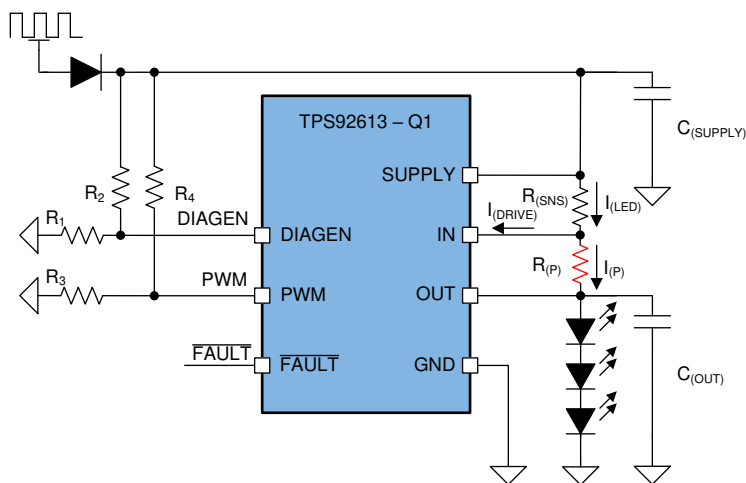 TPS92613 – Q1
C(SUPPLY)
SUPPLY
R2
R4
R(SNS)
I(LED)
I(DRIVE)
R1
DIAGEN
DIAGEN
IN
R(P)
I(P)
R3
PWM
PWM
OUT
FAULT
FAULT
GND
C(OUT)